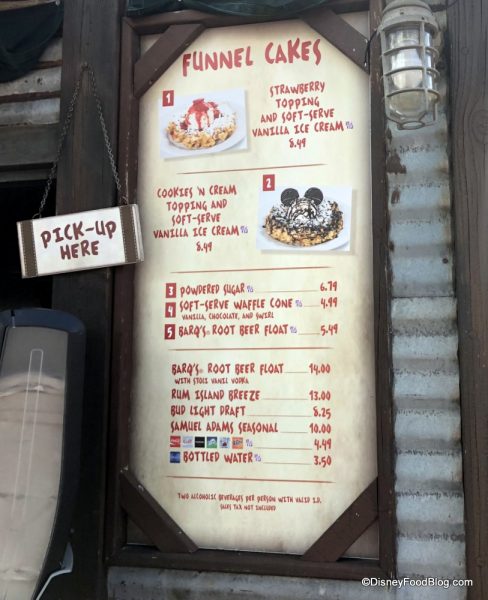 FUNNEL CAKES
1
STRAWBERRY
TOPPING
AND SOFT-SERVE
VANILLA ICE CREAM
8.49
2
COOKIES 'N CREAM
TOPPING AND
SOFT-SERVE
VANILLA ICE CREAM
8.49
PICK-UP
HERE
3 POWDERED SUGAR 6.79
4 SOFT-SERVE WAFFLE CONE 4.99
VANILLA, CHOCOLATE, AND SWIRL
5 BARQ'S® ROOT BEER FLOAT 5.49
BARQ'S® ROOT BEER FLOAT 14.00
WITH STOLI VANIL VODKA
RUM ISLAND BREEZE 13.00
BUD LIGHT DRAFT 8.25
SAMUEL ADAMS SEASONAL 10.00
4.49
BOTTLED WATER 3.50
TWO ALCOHOLIC BEVERAGES PER PERSON WITH VALID I.D.
SALES TAX NOT INCLUDED
©DisneyFoodBlog.com